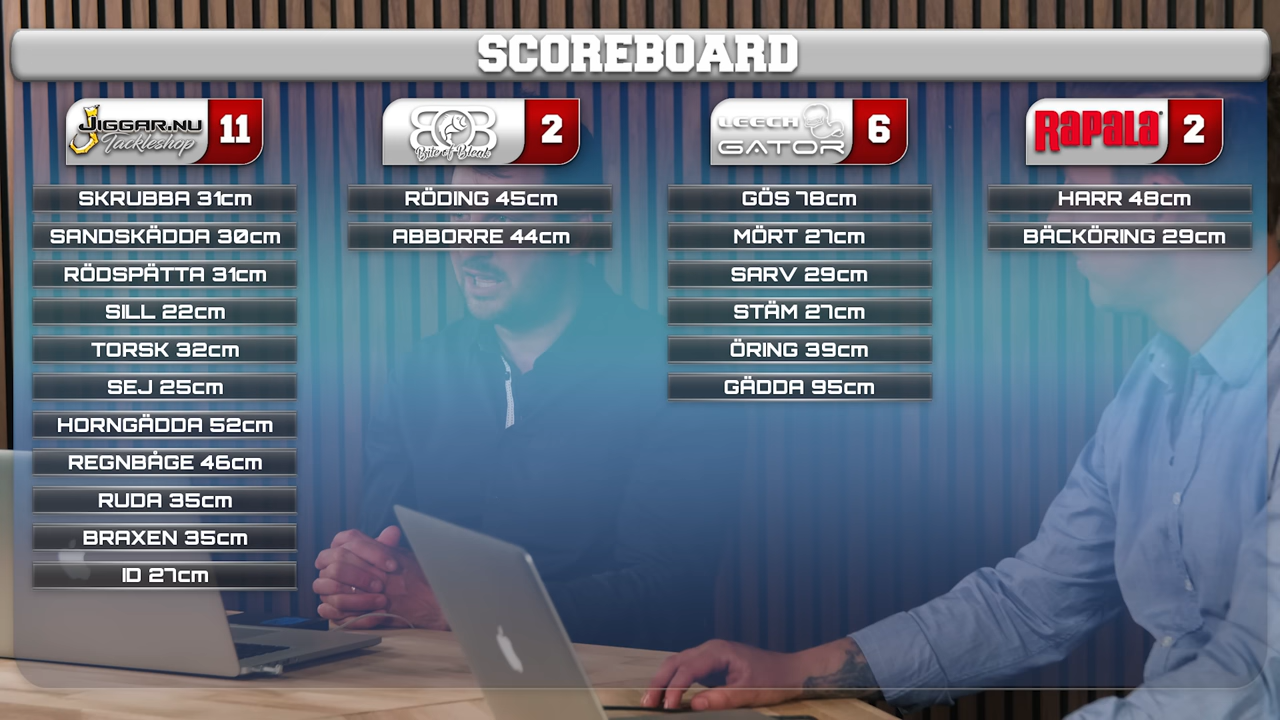 SCOREBOARD
JIGGAR.NU
Tackleshop
11
SKRUBBA 31cm
SANDSKÄDDA 30cm
RÖDSPÄTTA 31cm
SILL 22cm
TORSK 32cm
SEJ 25cm
HORNGÄDDA 52cm
REGNBÅGE 46cm
RUDA 35cm
BRAXEN 35cm
ID 27cm
BOB
Bite of Bleak
2
RÖDING 45cm
ABBORRE 44cm
LEECH
GATOR
6
GÖS 78cm
MÖRT 27cm
SARV 29cm
STÄM 27cm
ÖRING 39cm
GÄDDA 95cm
RAPALA
2
HARR 48cm
BÄCKÖRING 29cm